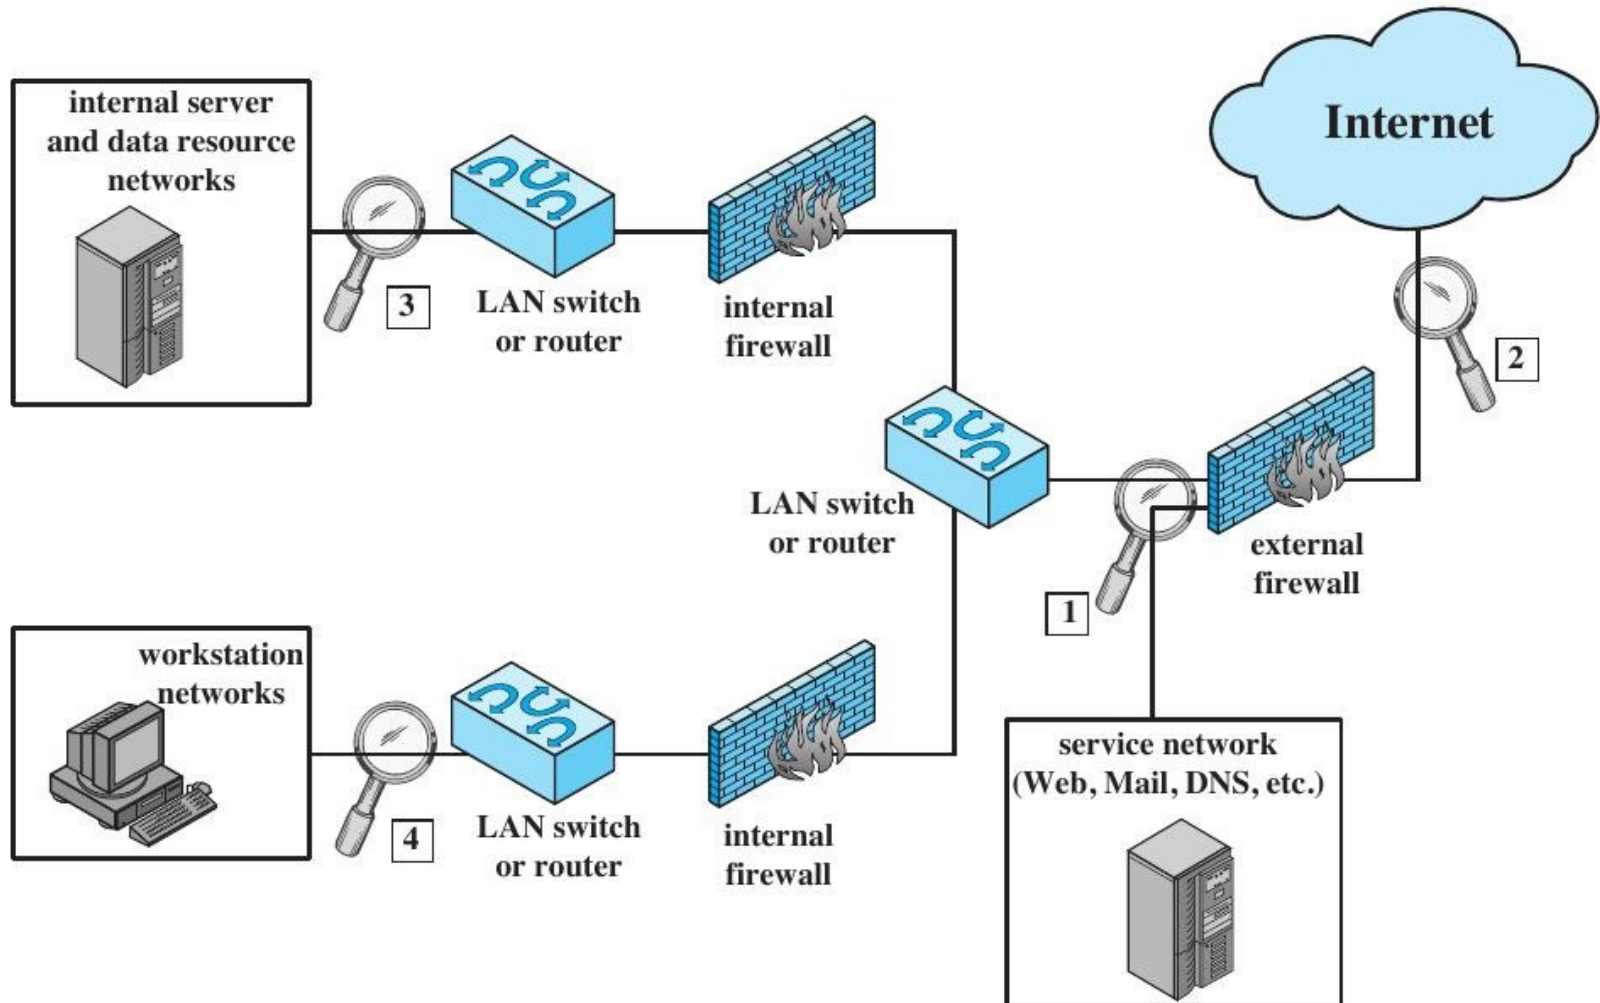 internal server
and data resource
networks
3
LAN switch
or router
internal
firewall
Internet
2
LAN switch
or router
1
external
firewall
workstation
networks
4
LAN switch
or router
internal
firewall
service network
(Web, Mail, DNS, etc.)